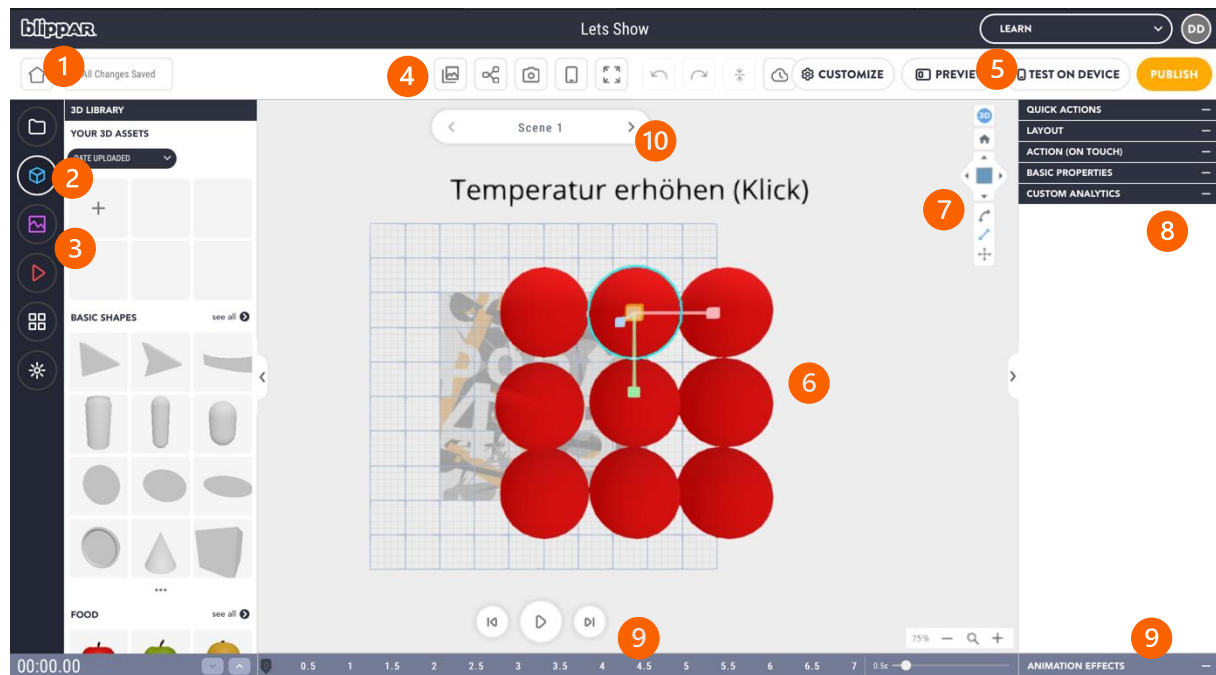 blippAR
Lets Show
LEARN
DD
1
All Changes Saved
4
CUSTOMIZE
PREVIE
5
TEST ON DEVICE
PUBLISH
3D LIBRARY
YOUR 3D ASSETS
DATE UPLOADED
2
3
BASIC SHAPES
see all
FOOD
see all
Scene 1
10
Temperatur erhöhen (Klick)
3D
7
6
QUICK ACTIONS
LAYOUT
ACTION (ON TOUCH)
BASIC PROPERTIES
CUSTOM ANALYTICS
8
9
75%
9
00:00.00
0 0.5 1 1.5 2 2.5 3 3.5 4 4.5 5 5.5 6 6.5 7
0.5s
ANIMATION EFFECTS